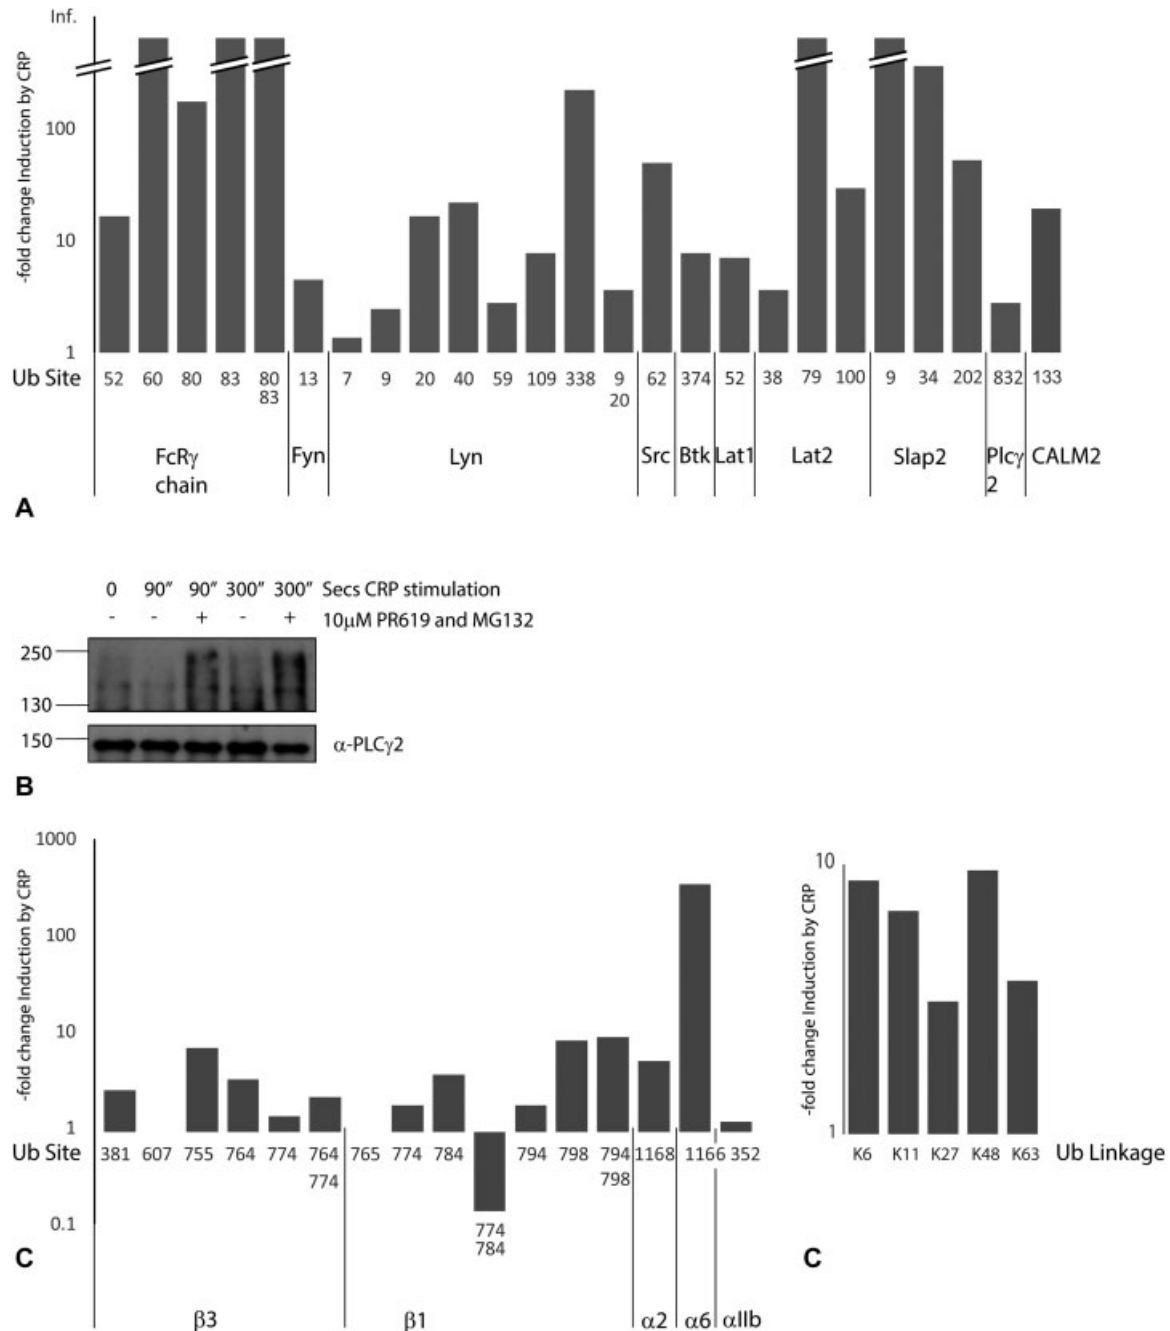 Inf.
100
10
1
-fold change Induction by CRP
Ub Site 52 60 80 83 80 13 7 9 20 40 59 109 338 9 62 374 52 38 79 100 9 34 202 832 133
83 20
FcRγ Fyn Lyn Src Btk Lat1 Lat2 Slap2 Plcγ CALM2
chain 2
A
0 90" 90" 300" 300" Secs CRP stimulation
- - + - + 10μM PR619 and MG132
250
130
150 α-PLCγ2
B
1000
100
10
1
-fold change Induction by CRP
Ub Site 381 607 755 764 774 764 765 774 784 794 798 794 1168 1166 352
774 798
0.1
774
784
C
β3 β1 α2 α6 αIIb
10
-fold change Induction by CRP
1
K6 K11 K27 K48 K63 Ub Linkage
C